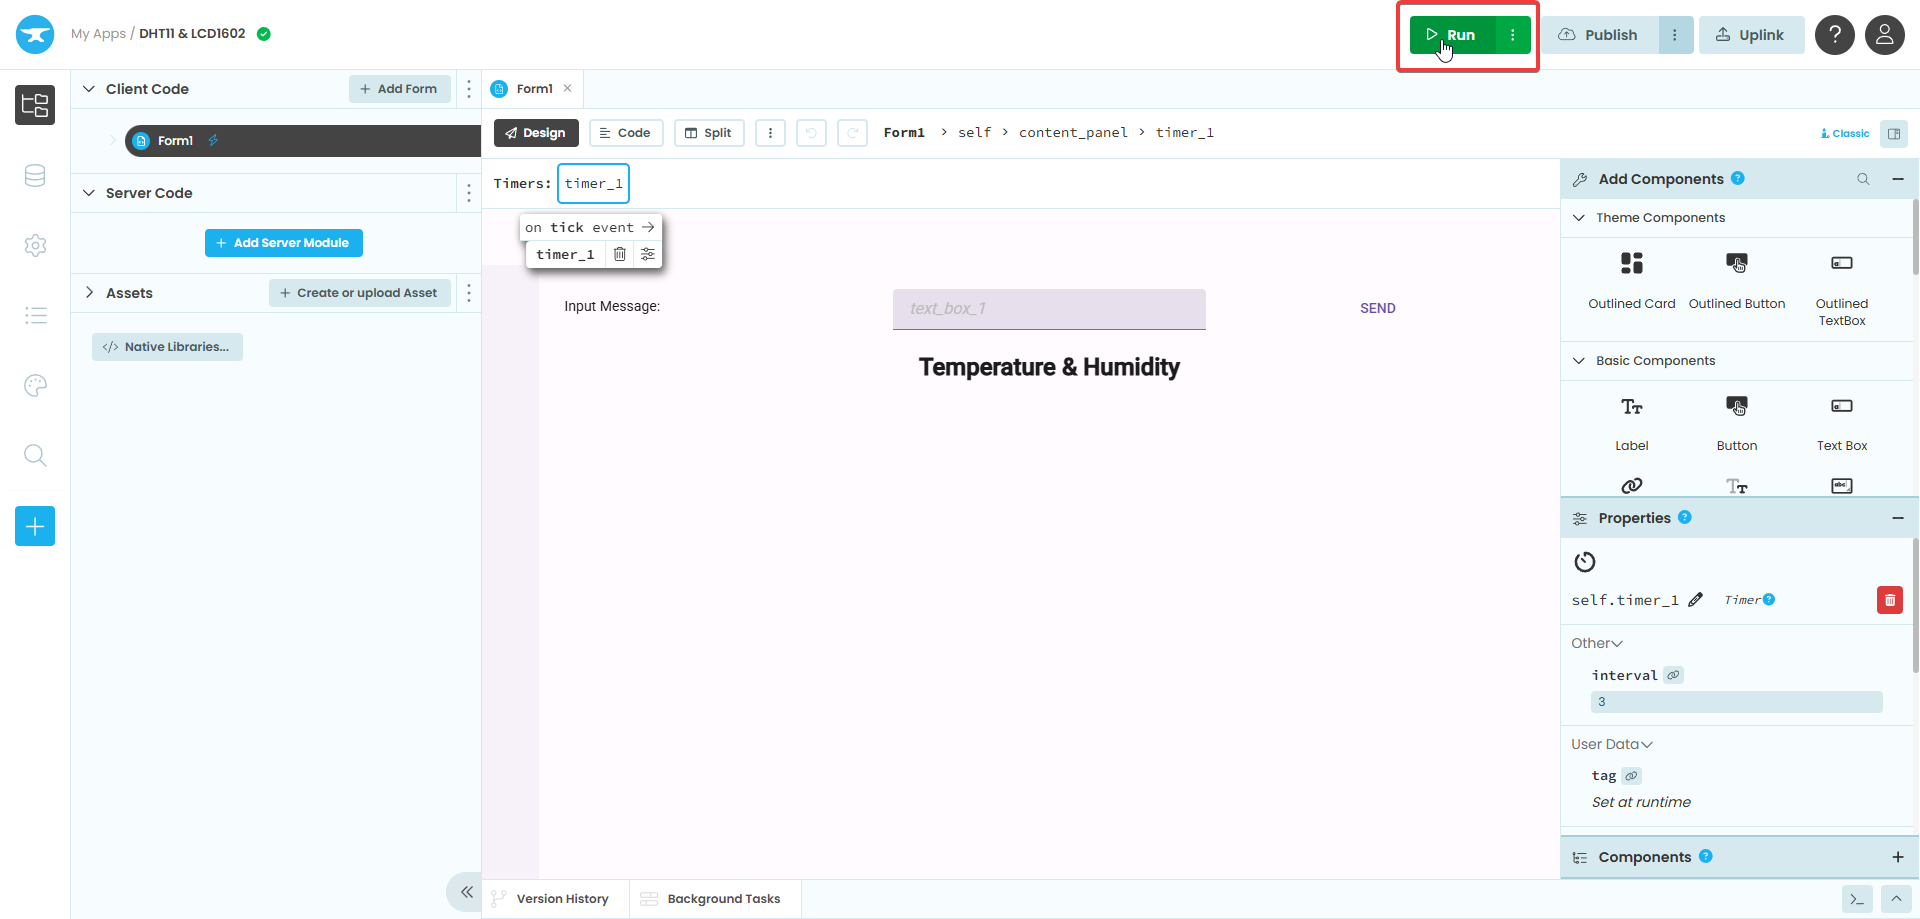 My Apps / DHT11 & LCD1602
Run
Publish
Uplink
?
Client Code
+ Add Form
Form1
Server Code
+ Add Server Module
Assets
+ Create or upload Asset
</> Native Libraries...
Form1 ×
Design
Code
Split
Form1 > self > content_panel > timer_1
Classic
Timers: timer_1
on tick event →
timer_1
Input Message:
text_box_1
SEND
Temperature & Humidity
Add Components ?
Theme Components
Outlined Card
Outlined Button
Outlined
TextBox
Basic Components
Label
Button
Text Box
Properties ?
self.timer_1
Timer ?
Other
interval
3
User Data
tag
Set at runtime
Components ?
Version History
Background Tasks